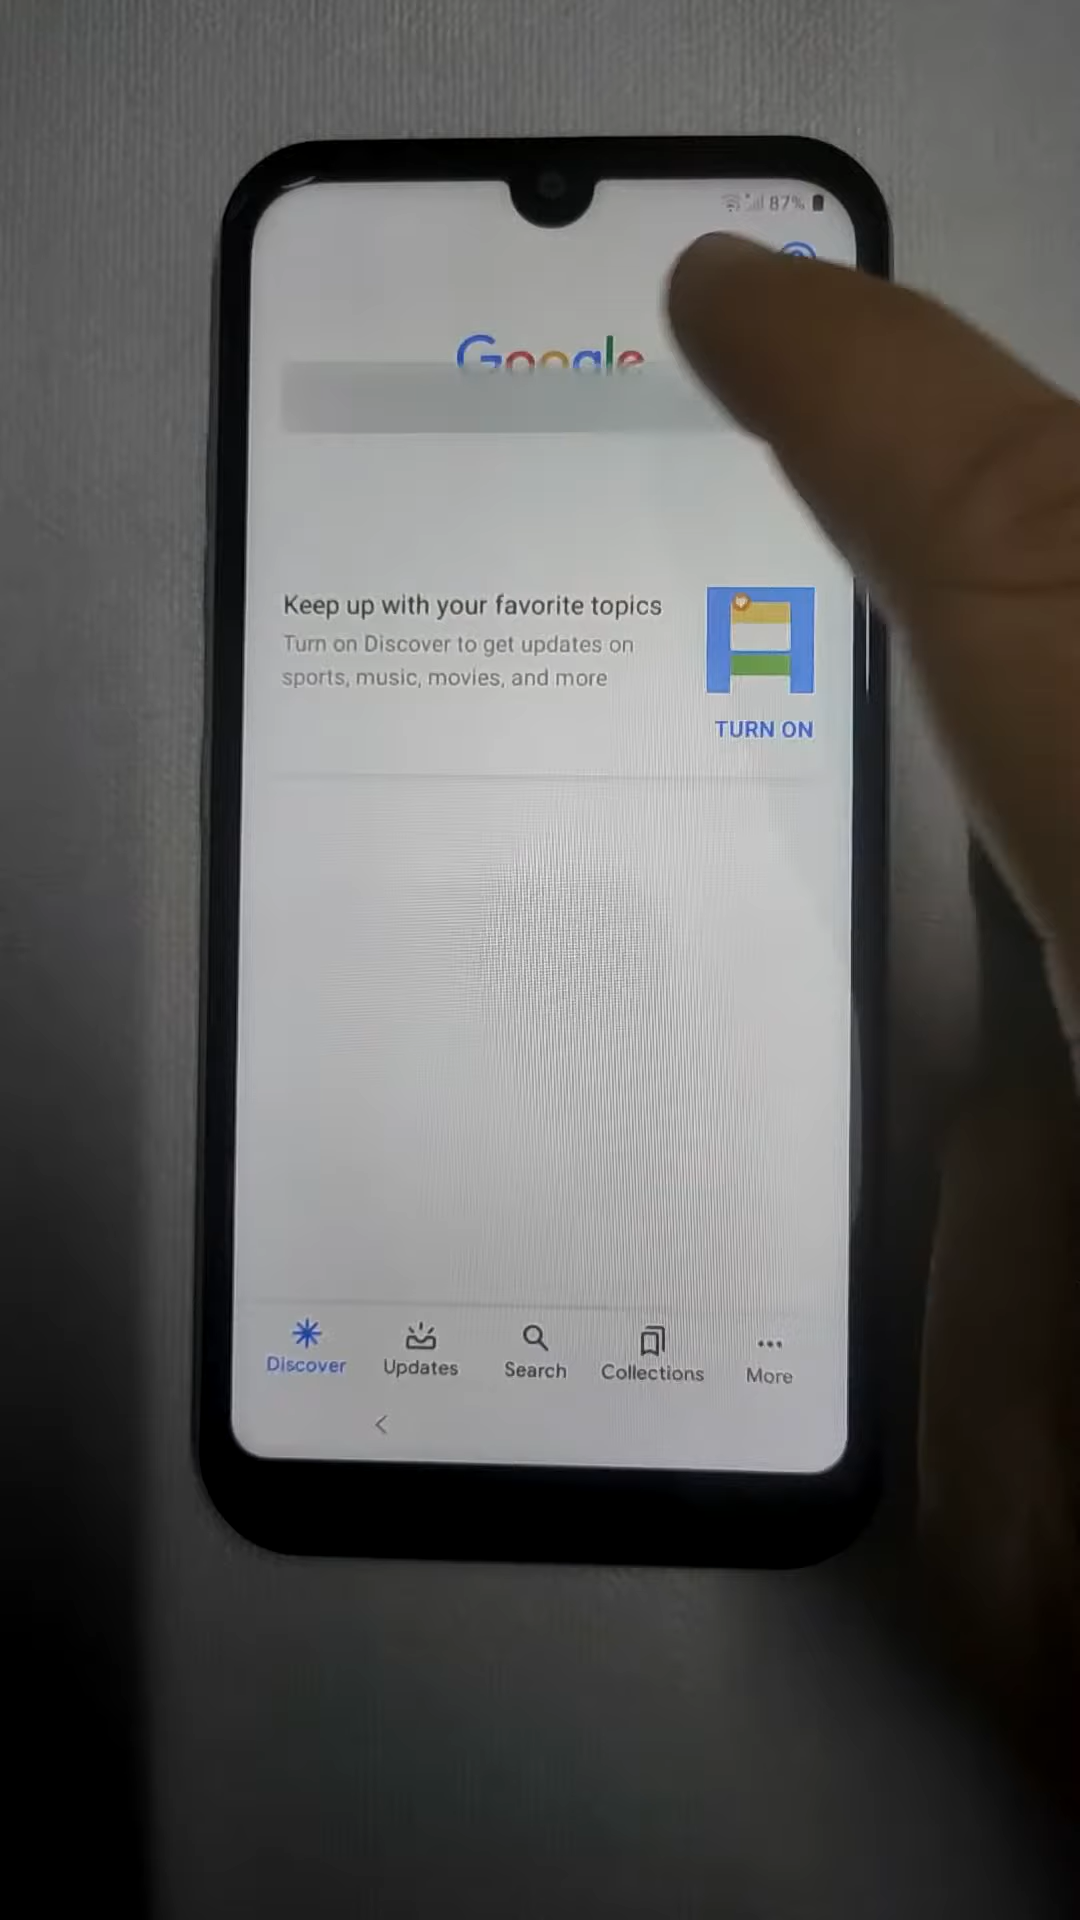 87%
Google
Keep up with your favorite topics
Turn on Discover to get updates on
sports, music, movies, and more
TURN ON
Discover
Updates
Search
Collections
More